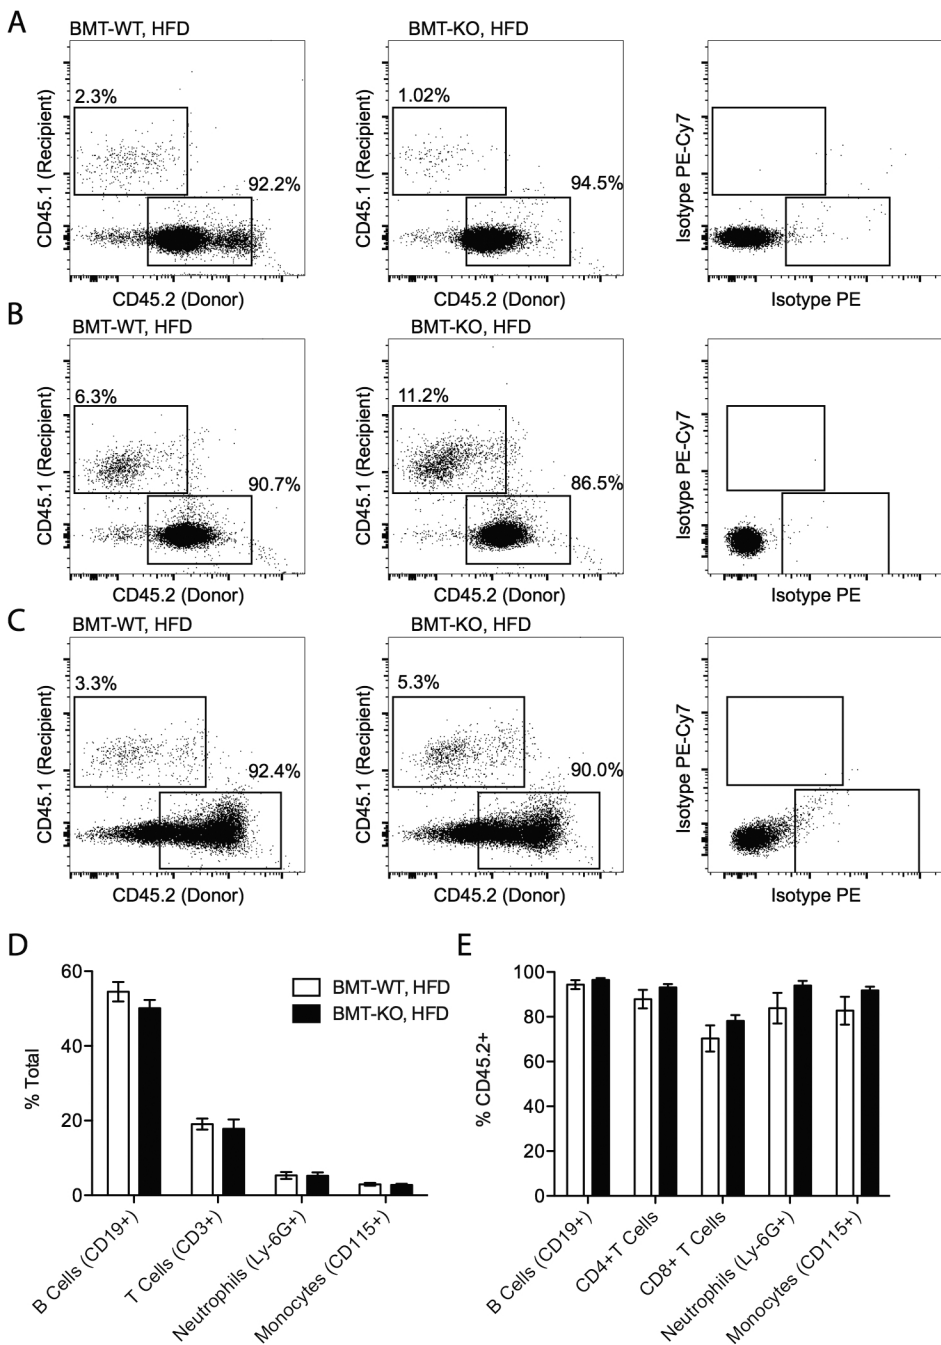 A
BMT-WT, HFD
BMT-KO, HFD
2.3%
92.2%
CD45.1 (Recipient)
CD45.2 (Donor)
1.02%
94.5%
CD45.1 (Recipient)
CD45.2 (Donor)
Isotype PE-Cy7
Isotype PE
B
BMT-WT, HFD
BMT-KO, HFD
6.3%
90.7%
CD45.1 (Recipient)
CD45.2 (Donor)
11.2%
86.5%
CD45.1 (Recipient)
CD45.2 (Donor)
Isotype PE-Cy7
Isotype PE
C
BMT-WT, HFD
BMT-KO, HFD
3.3%
92.4%
CD45.1 (Recipient)
CD45.2 (Donor)
5.3%
90.0%
CD45.1 (Recipient)
CD45.2 (Donor)
Isotype PE-Cy7
Isotype PE
D
% Total
60
40
20
0
BMT-WT, HFD
BMT-KO, HFD
B Cells (CD19+)
T Cells (CD3+)
Neutrophils (Ly-6G+)
Monocytes (CD115+)
E
% CD45.2+
100
80
60
40
20
0
B Cells (CD19+)
CD4+T Cells
CD8+ T Cells
Neutrophils (Ly-6G+)
Monocytes (CD115+)